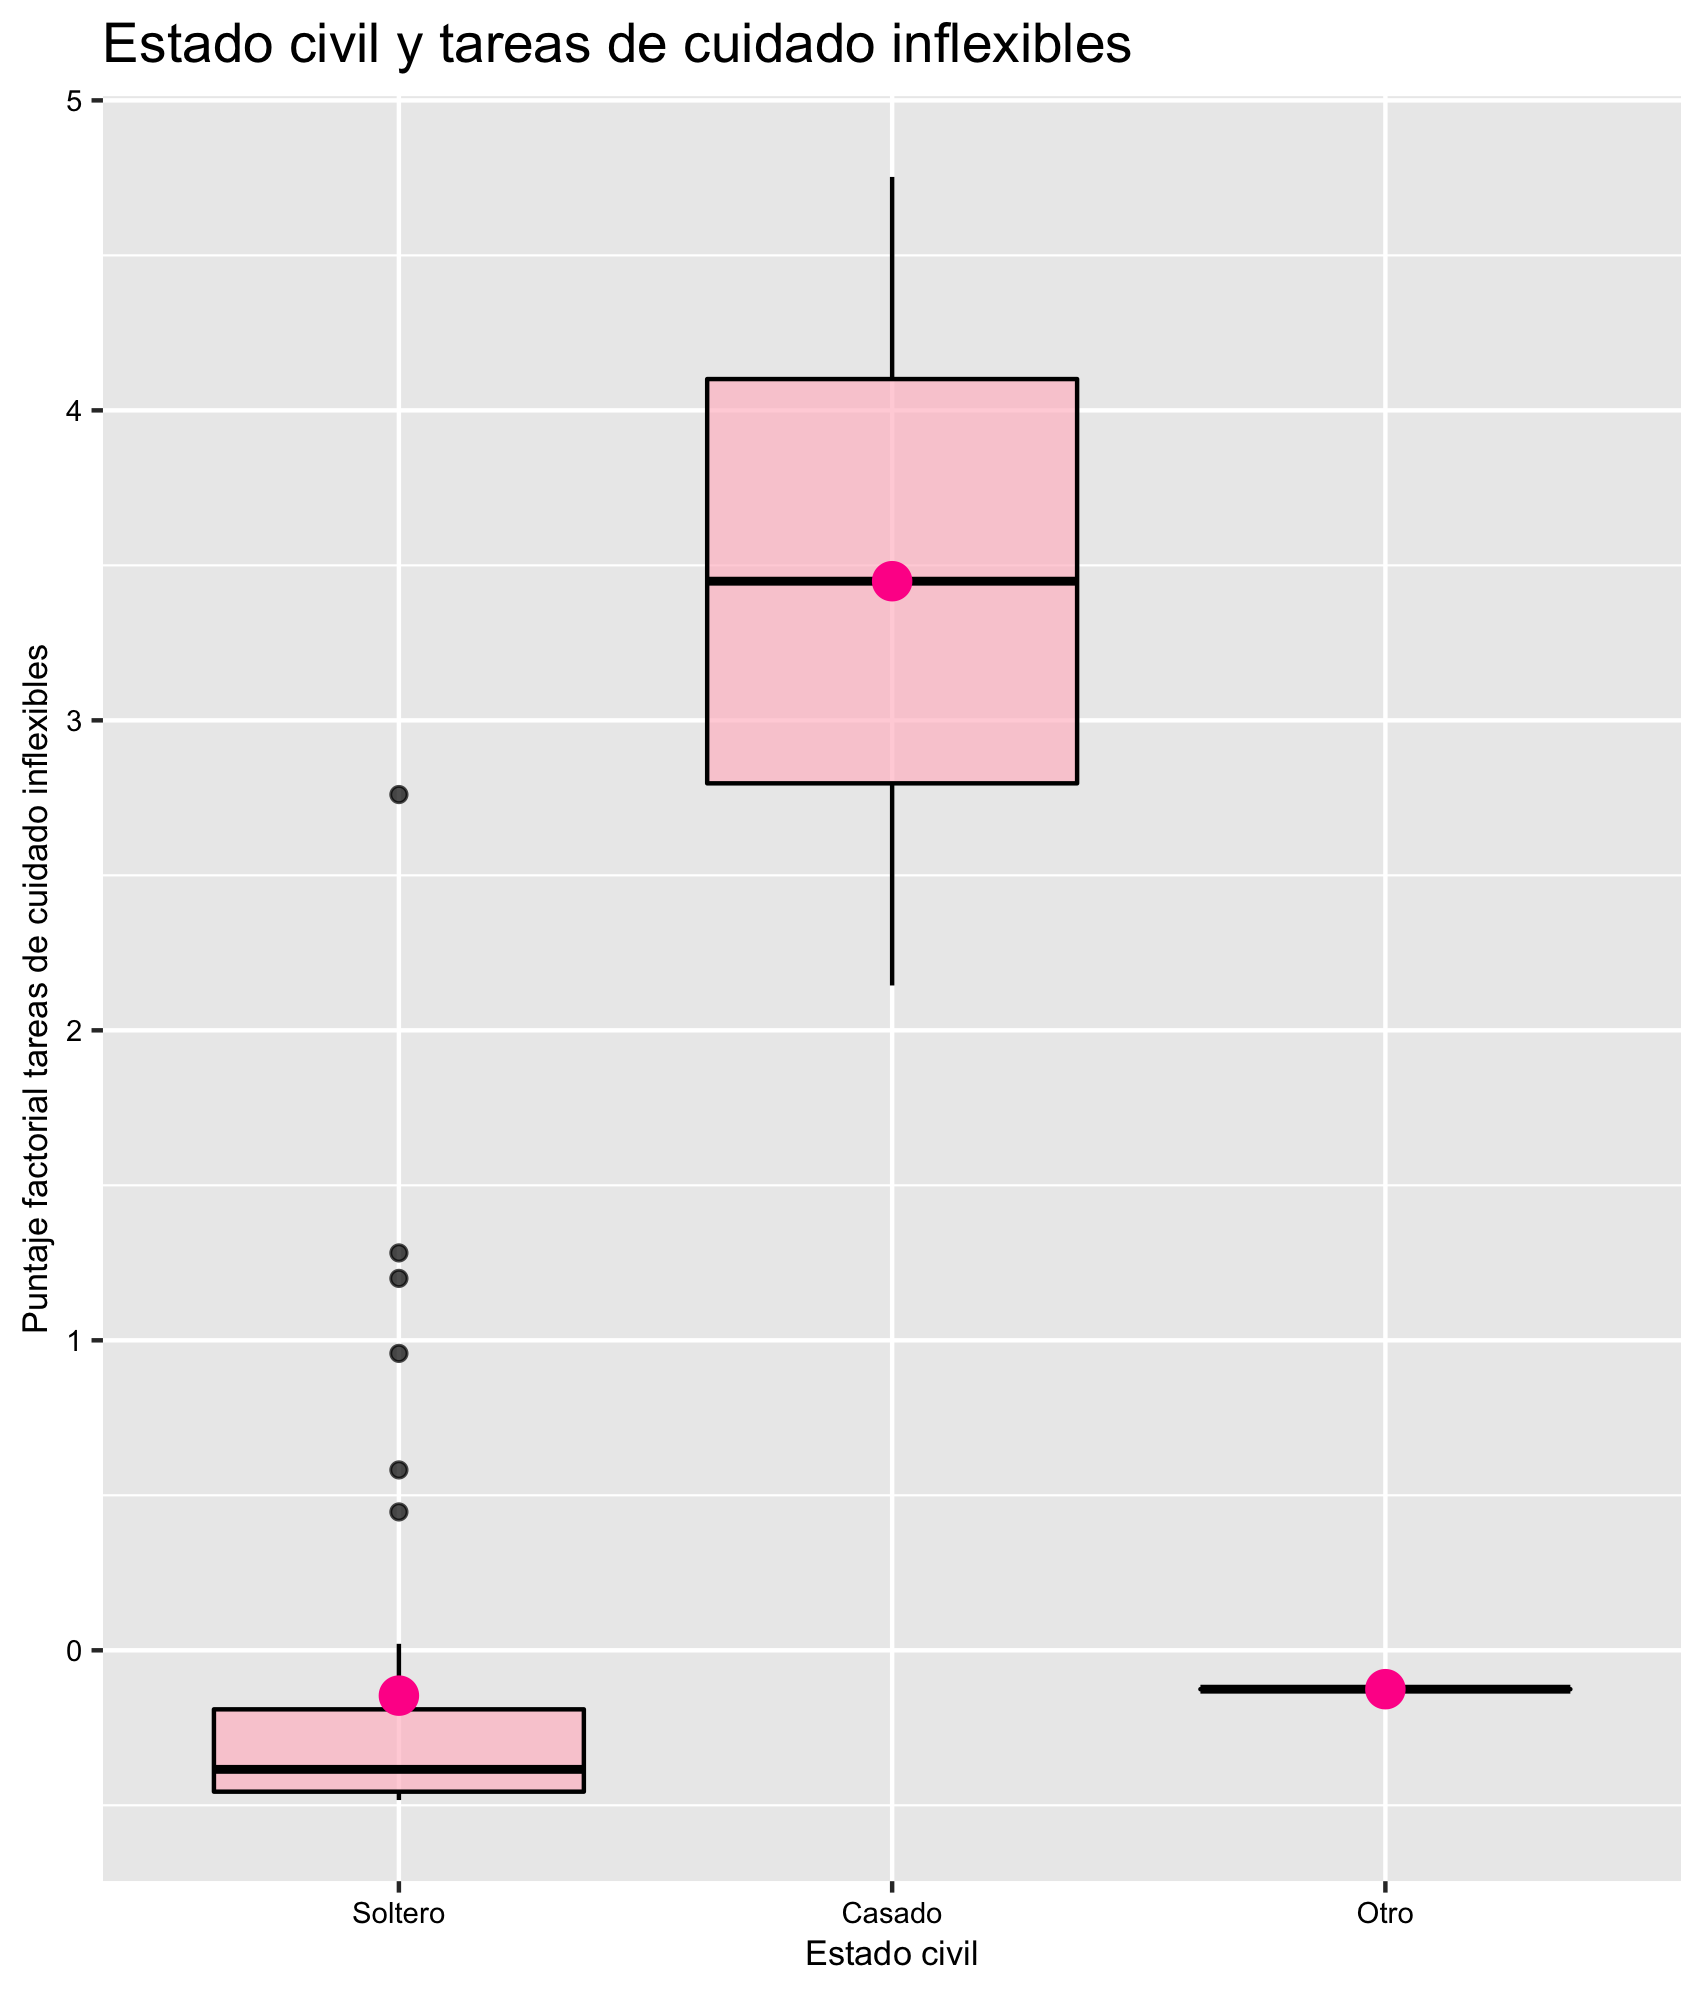 Estado civil y tareas de cuidado inflexibles
Puntaje factorial tareas de cuidado inflexibles
5
4
3
2
1
0
Soltero
Casado
Otro
Estado civil